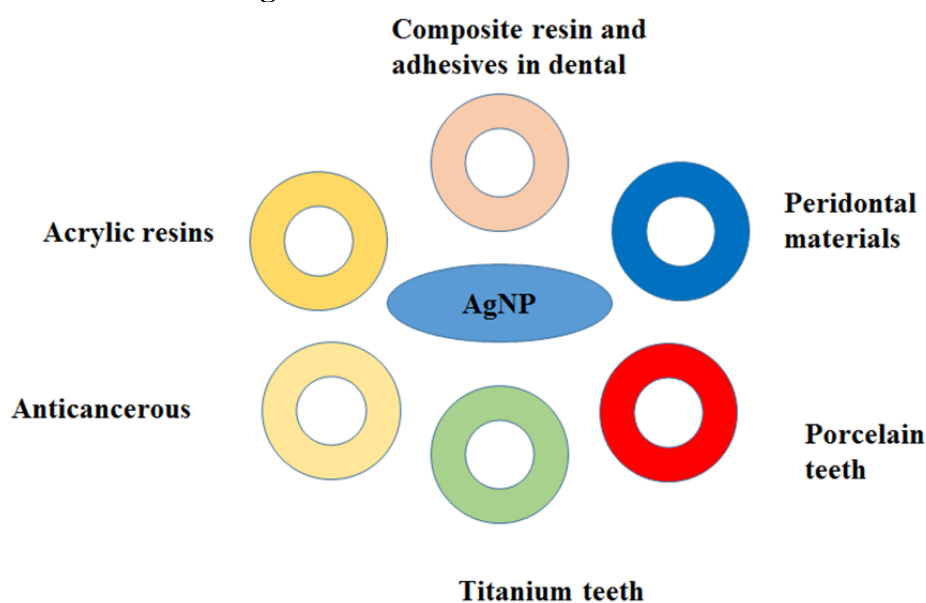 Composite resin and
adhesives in dental
Peridontal
materials
Acrylic resins
AgNP
Anticancerous
Porcelain
teeth
Titanium teeth